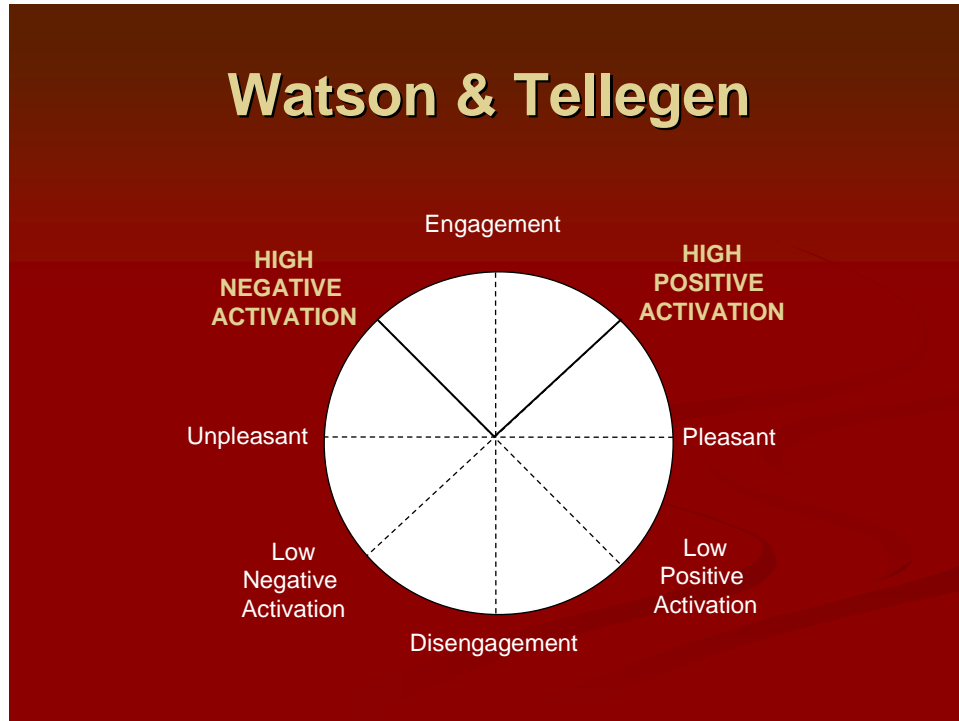 Watson & Tellegen
Engagement
HIGH
NEGATIVE
ACTIVATION
HIGH
POSITIVE
ACTIVATION
Unpleasant
Pleasant
Low
Negative
Activation
Low
Positive
Activation
Disengagement